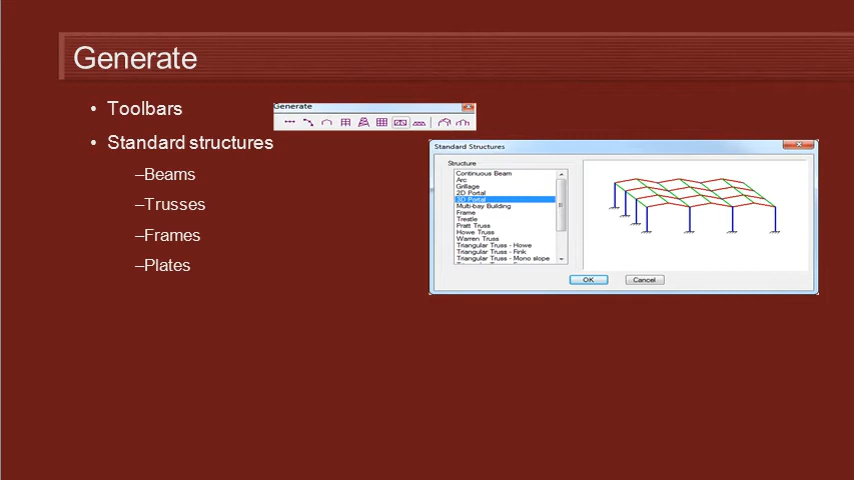 Generate
• Toolbars
Generate
• Standard structures
–Beams
–Trusses
–Frames
–Plates
Standard Structures
Structure
Continuous Beam
Arc
Grillage
2D Portal
3D Portal
Multi-bay Building
Frame
Trestle
Pratt Truss
Howe Truss
Warren Truss
Triangular Truss - Howe
Triangular Truss - Fink
Triangular Truss - Mono slope
OK
Cancel